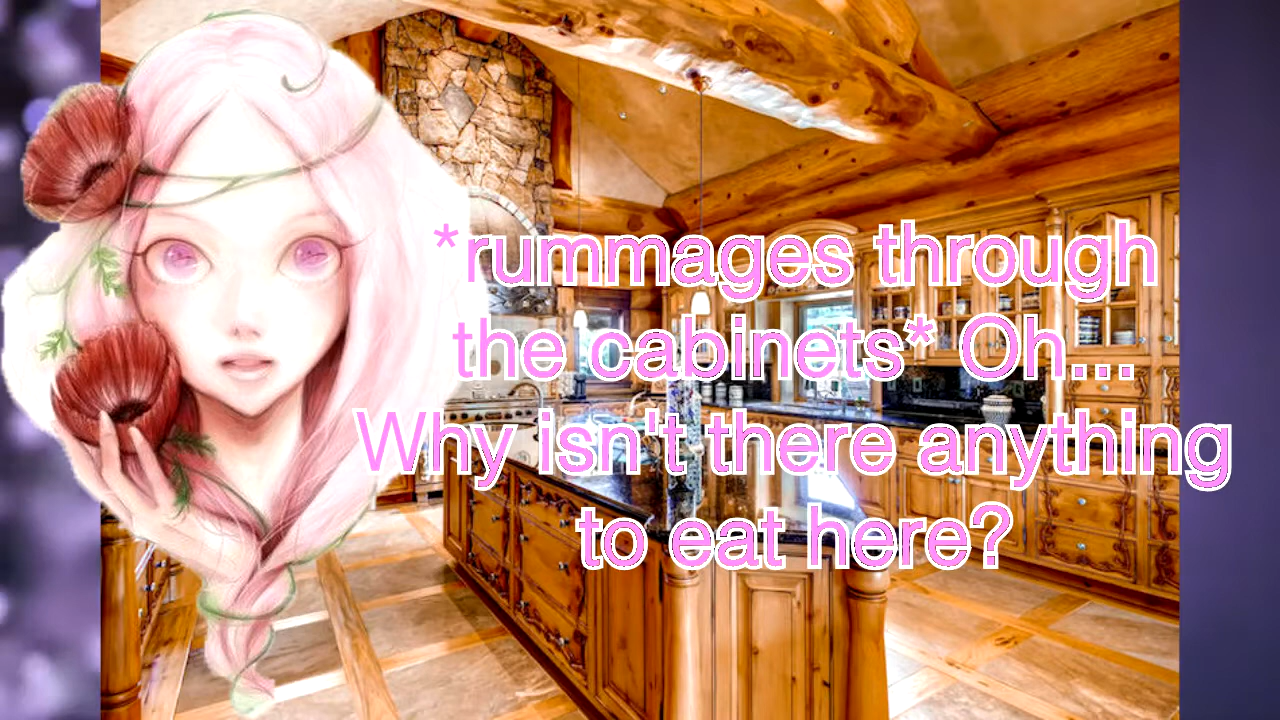 *rummages through
the cabinets* Oh...
Why isn't there anything
to eat here?